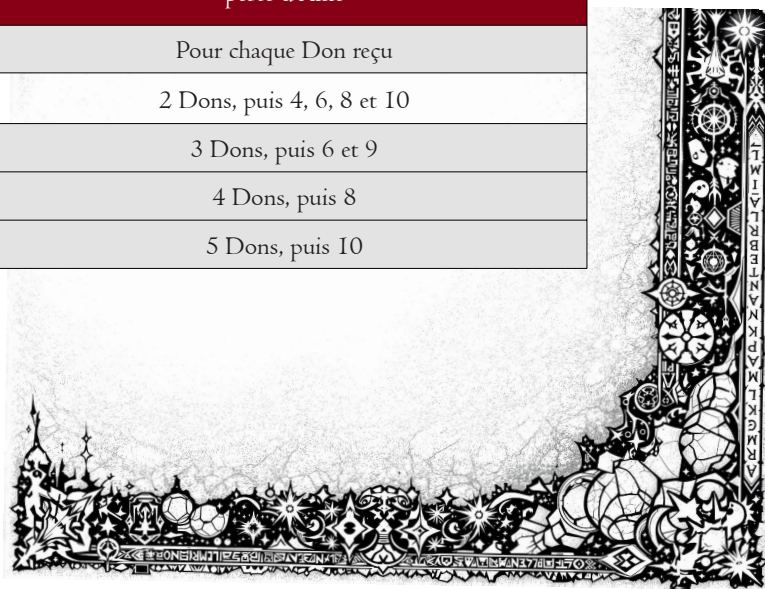 Pour chaque Don reçu
2 Dons, puis 4, 6, 8 et 10
3 Dons, puis 6 et 9
4 Dons, puis 8
5 Dons, puis 10